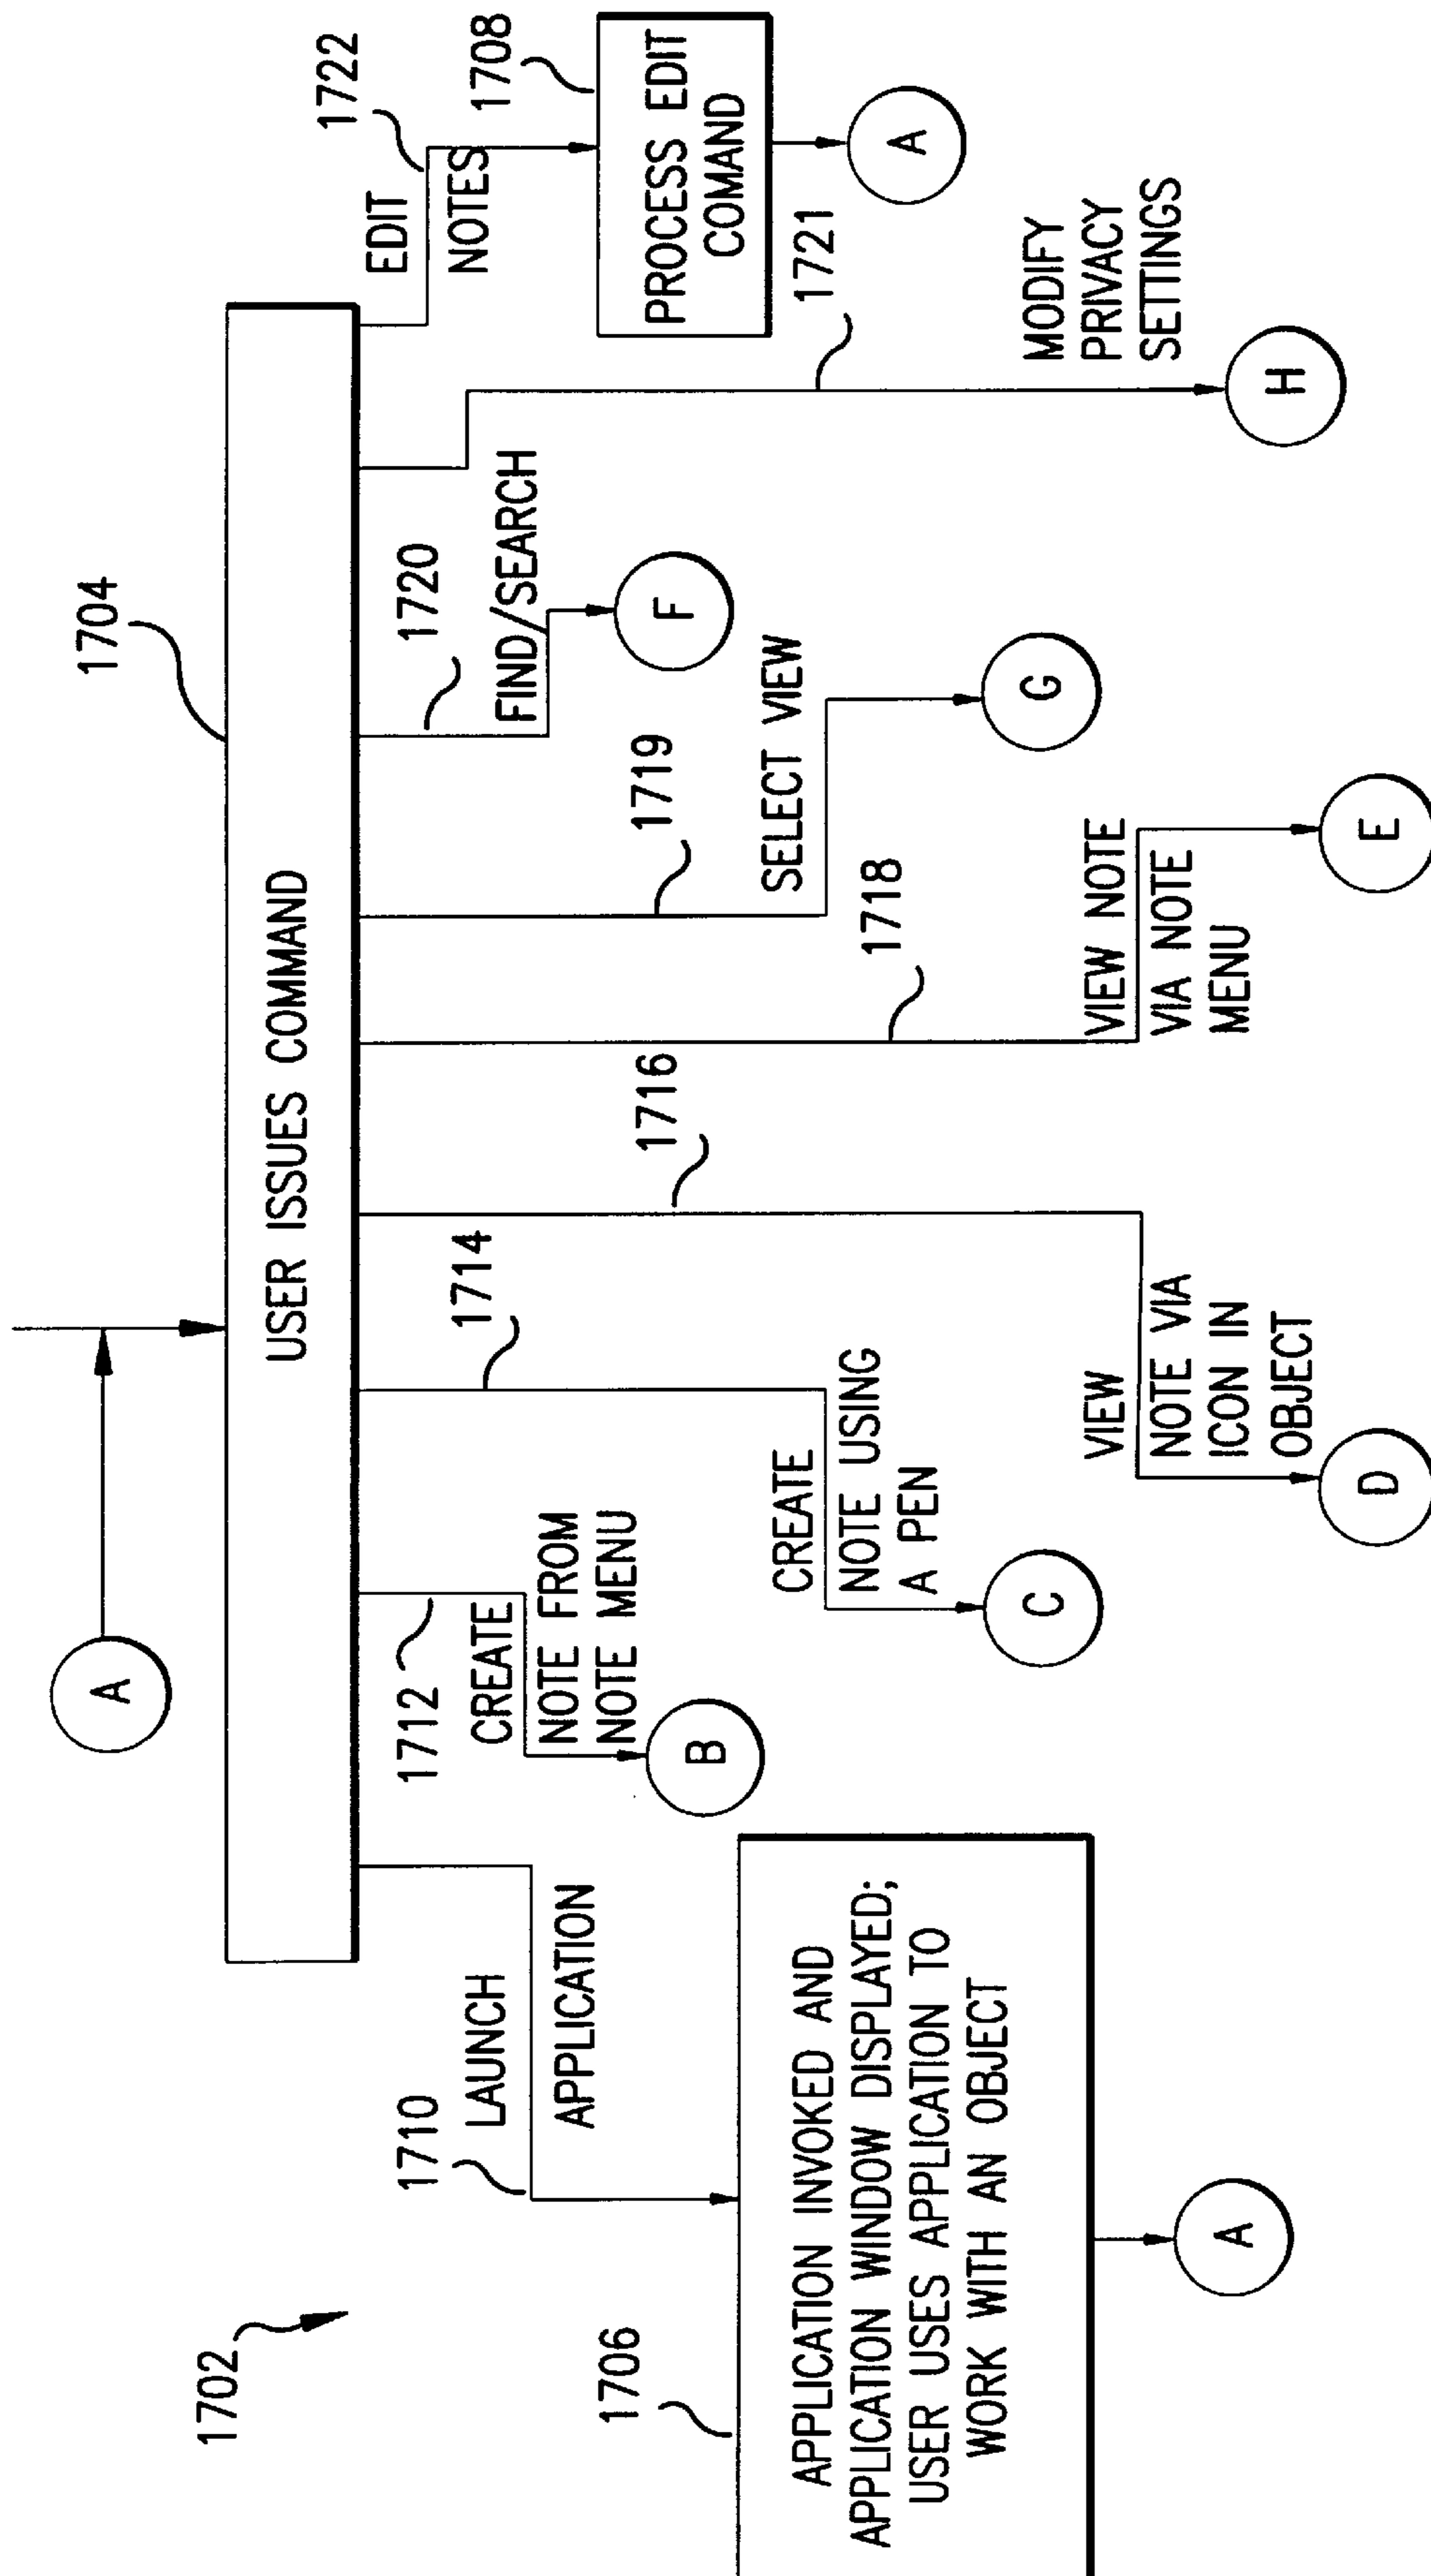 1702
A
1704
USER ISSUES COMMAND
1710
LAUNCH
APPLICATION
1706
APPLICATION INVOKED AND
APPLICATION WINDOW DISPLAYED;
USER USES APPLICATION TO
WORK WITH AN OBJECT
A
1712
CREATE
NOTE FROM
NOTE MENU
B
1714
CREATE
NOTE USING
A PEN
C
1716
VIEW
NOTE VIA
ICON IN
OBJECT
D
1718
VIEW NOTE
VIA NOTE
MENU
E
1719
SELECT VIEW
G
1720
FIND/SEARCH
F
1721
MODIFY
PRIVACY
SETTINGS
H
1722
EDIT
NOTES
1708
PROCESS EDIT
COMAND
A